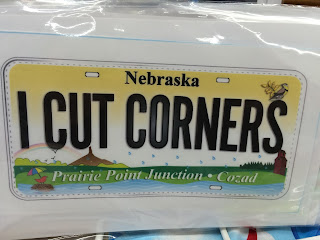 Nebraska
I CUT CORNERS
Prairie Point Junction • Cozad